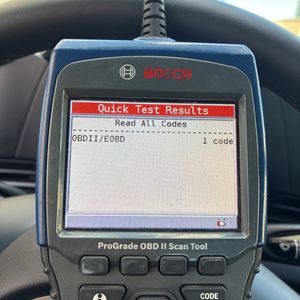 BOSCH
Quick Test Results
Read All Codes
OBDII/EOBD 1 code
ProGrade OBD II Scan Tool
CODE